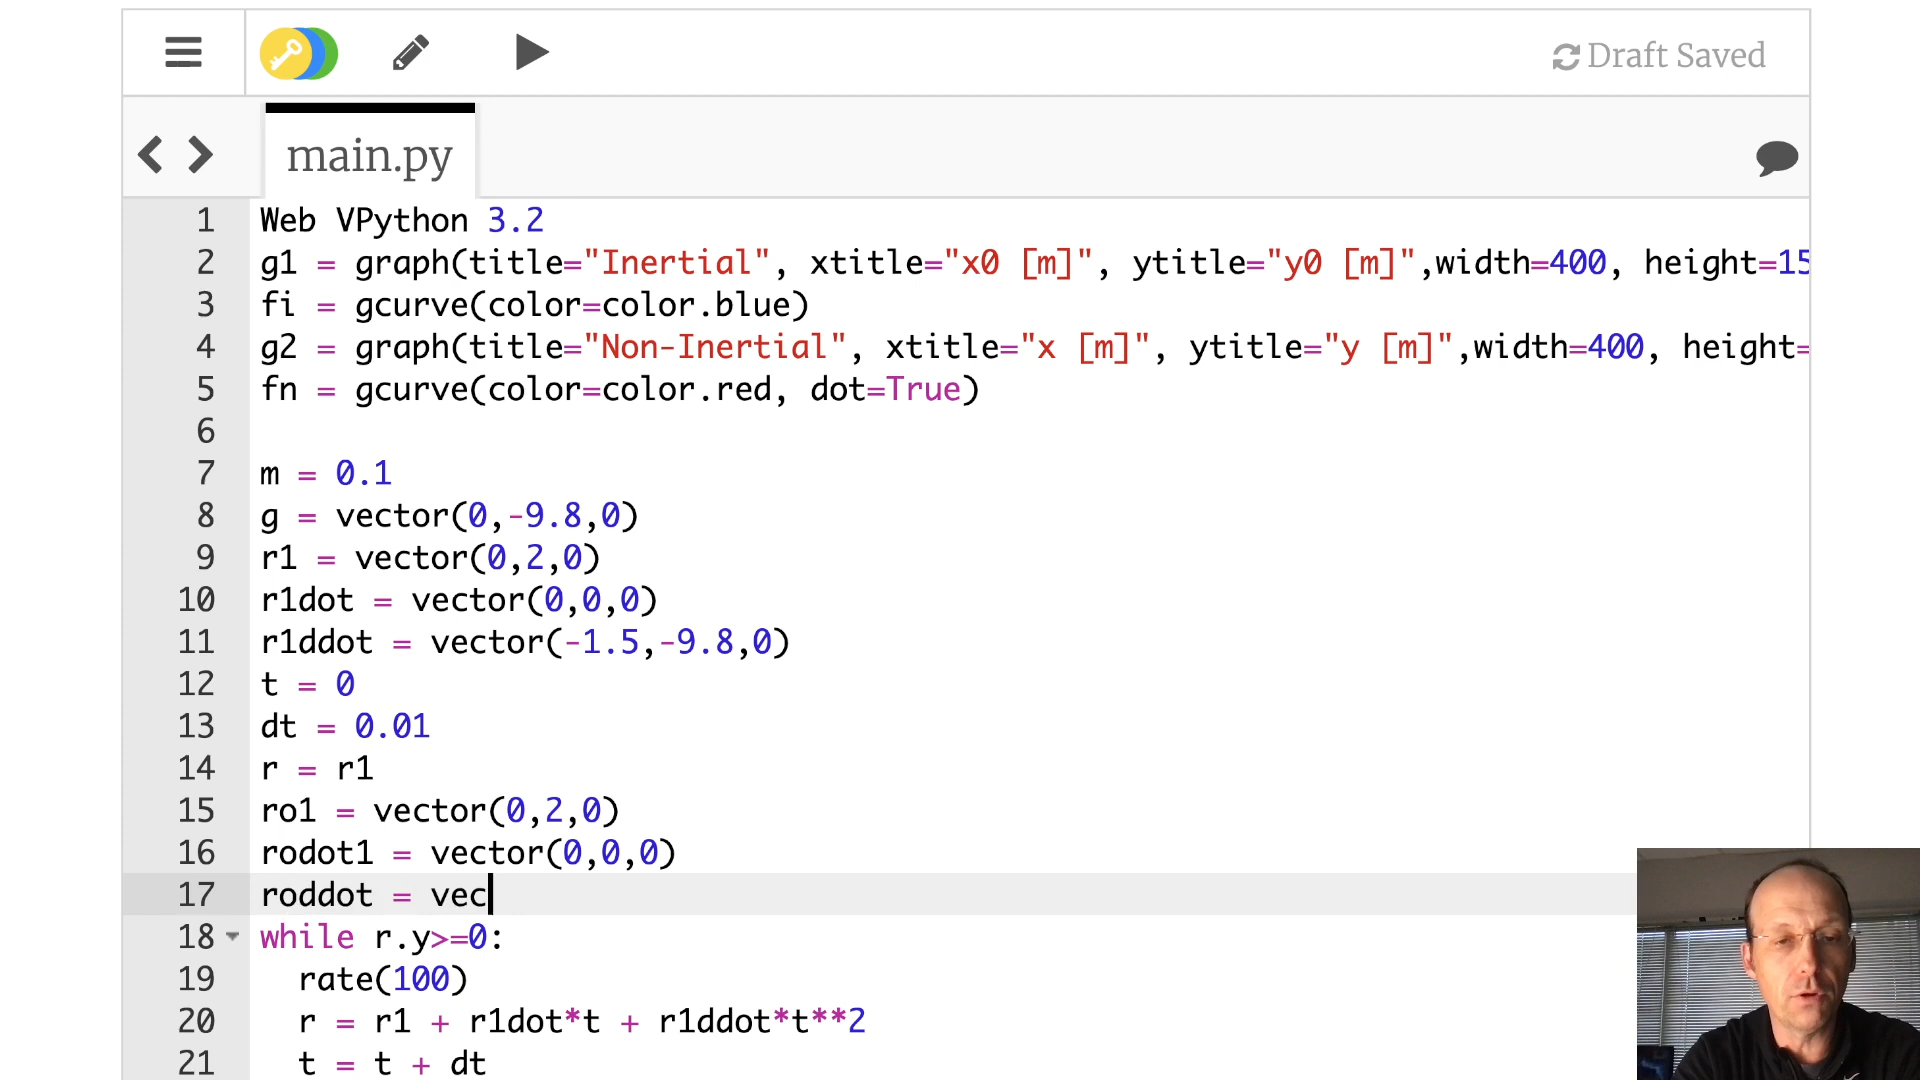 Draft Saved
main.py
1 Web VPython 3.2
2 g1 = graph(title="Inertial", xtitle="x0 [m]", ytitle="y0 [m]",width=400, height=15
3 fi = gcurve(color=color.blue)
4 g2 = graph(title="Non-Inertial", xtitle="x [m]", ytitle="y [m]",width=400, height=
5 fn = gcurve(color=color.red, dot=True)
6
7 m = 0.1
8 g = vector(0,-9.8,0)
9 r1 = vector(0,2,0)
10 r1dot = vector(0,0,0)
11 r1ddot = vector(-1.5,-9.8,0)
12 t = 0
13 dt = 0.01
14 r = r1
15 ro1 = vector(0,2,0)
16 rodot1 = vector(0,0,0)
17 roddot = vec
18 while r.y>=0:
19 rate(100)
20 r = r1 + r1dot*t + r1ddot*t**2
21 t = t + dt